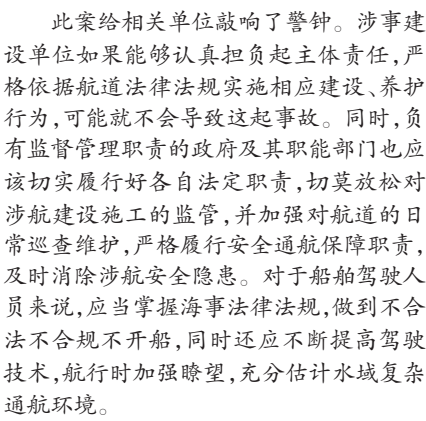 此案给相关单位敲响了警钟。涉事建
设单位如果能够认真担负起主体责任,严
格依据航道法律法规实施相应建设、养护
行为,可能就不会导致这起事故。同时,负
有监督管理职责的政府及其职能部门也应
该切实履行好各自法定职责,切莫放松对
涉航建设施工的监管,并加强对航道的日
常巡查维护,严格履行安全通航保障职责,
及时消除涉航安全隐患。对于船舶驾驶人
员来说,应当掌握海事法律法规,做到不合
法不合规不开船,同时还应不断提高驾驶
技术,航行时加强瞭望,充分估计水域复杂
通航环境。